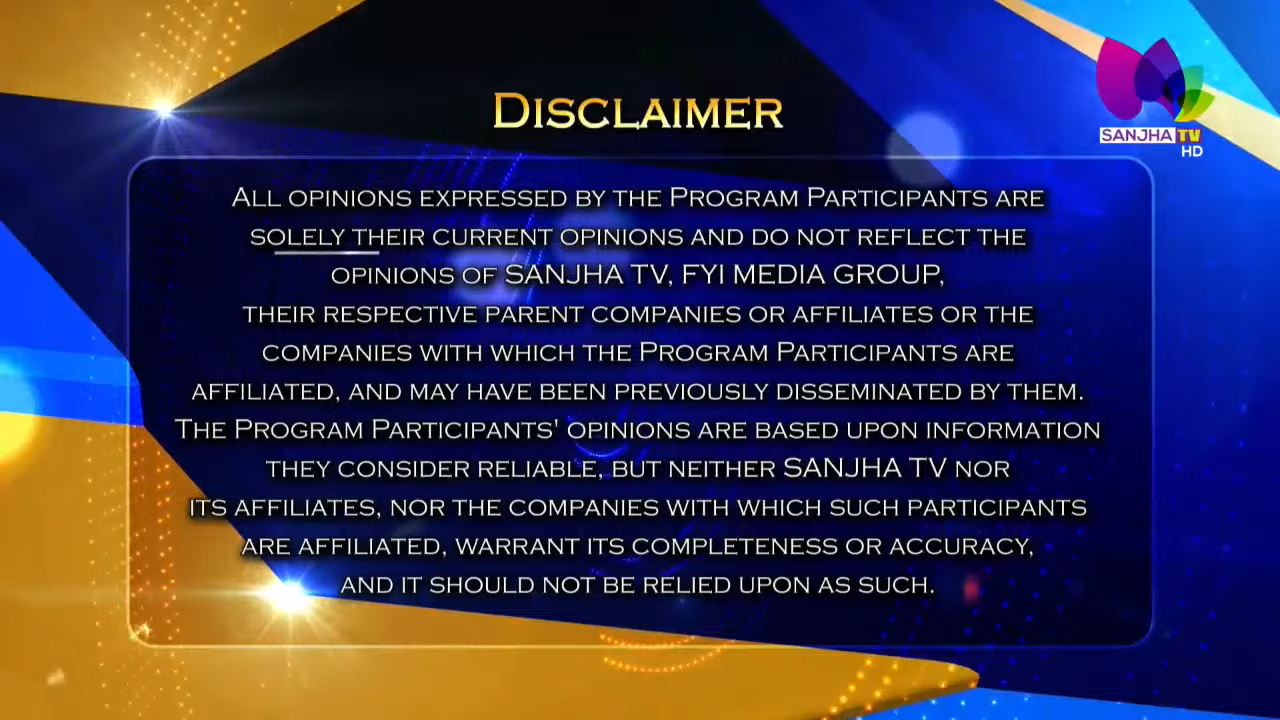 DISCLAIMER
SANJHA TV
HD
ALL OPINIONS EXPRESSED BY THE PROGRAM PARTICIPANTS ARE
SOLELY THEIR CURRENT OPINIONS AND DO NOT REFLECT THE
OPINIONS OF SANJHA TV, FYI MEDIA GROUP,
THEIR RESPECTIVE PARENT COMPANIES OR AFFILIATES OR THE
COMPANIES WITH WHICH THE PROGRAM PARTICIPANTS ARE
AFFILIATED, AND MAY HAVE BEEN PREVIOUSLY DISSEMINATED BY THEM.
THE PROGRAM PARTICIPANTS' OPINIONS ARE BASED UPON INFORMATION
THEY CONSIDER RELIABLE, BUT NEITHER SANJHA TV NOR
ITS AFFILIATES, NOR THE COMPANIES WITH WHICH SUCH PARTICIPANTS
ARE AFFILIATED, WARRANT ITS COMPLETENESS OR ACCURACY,
AND IT SHOULD NOT BE RELIED UPON AS SUCH.